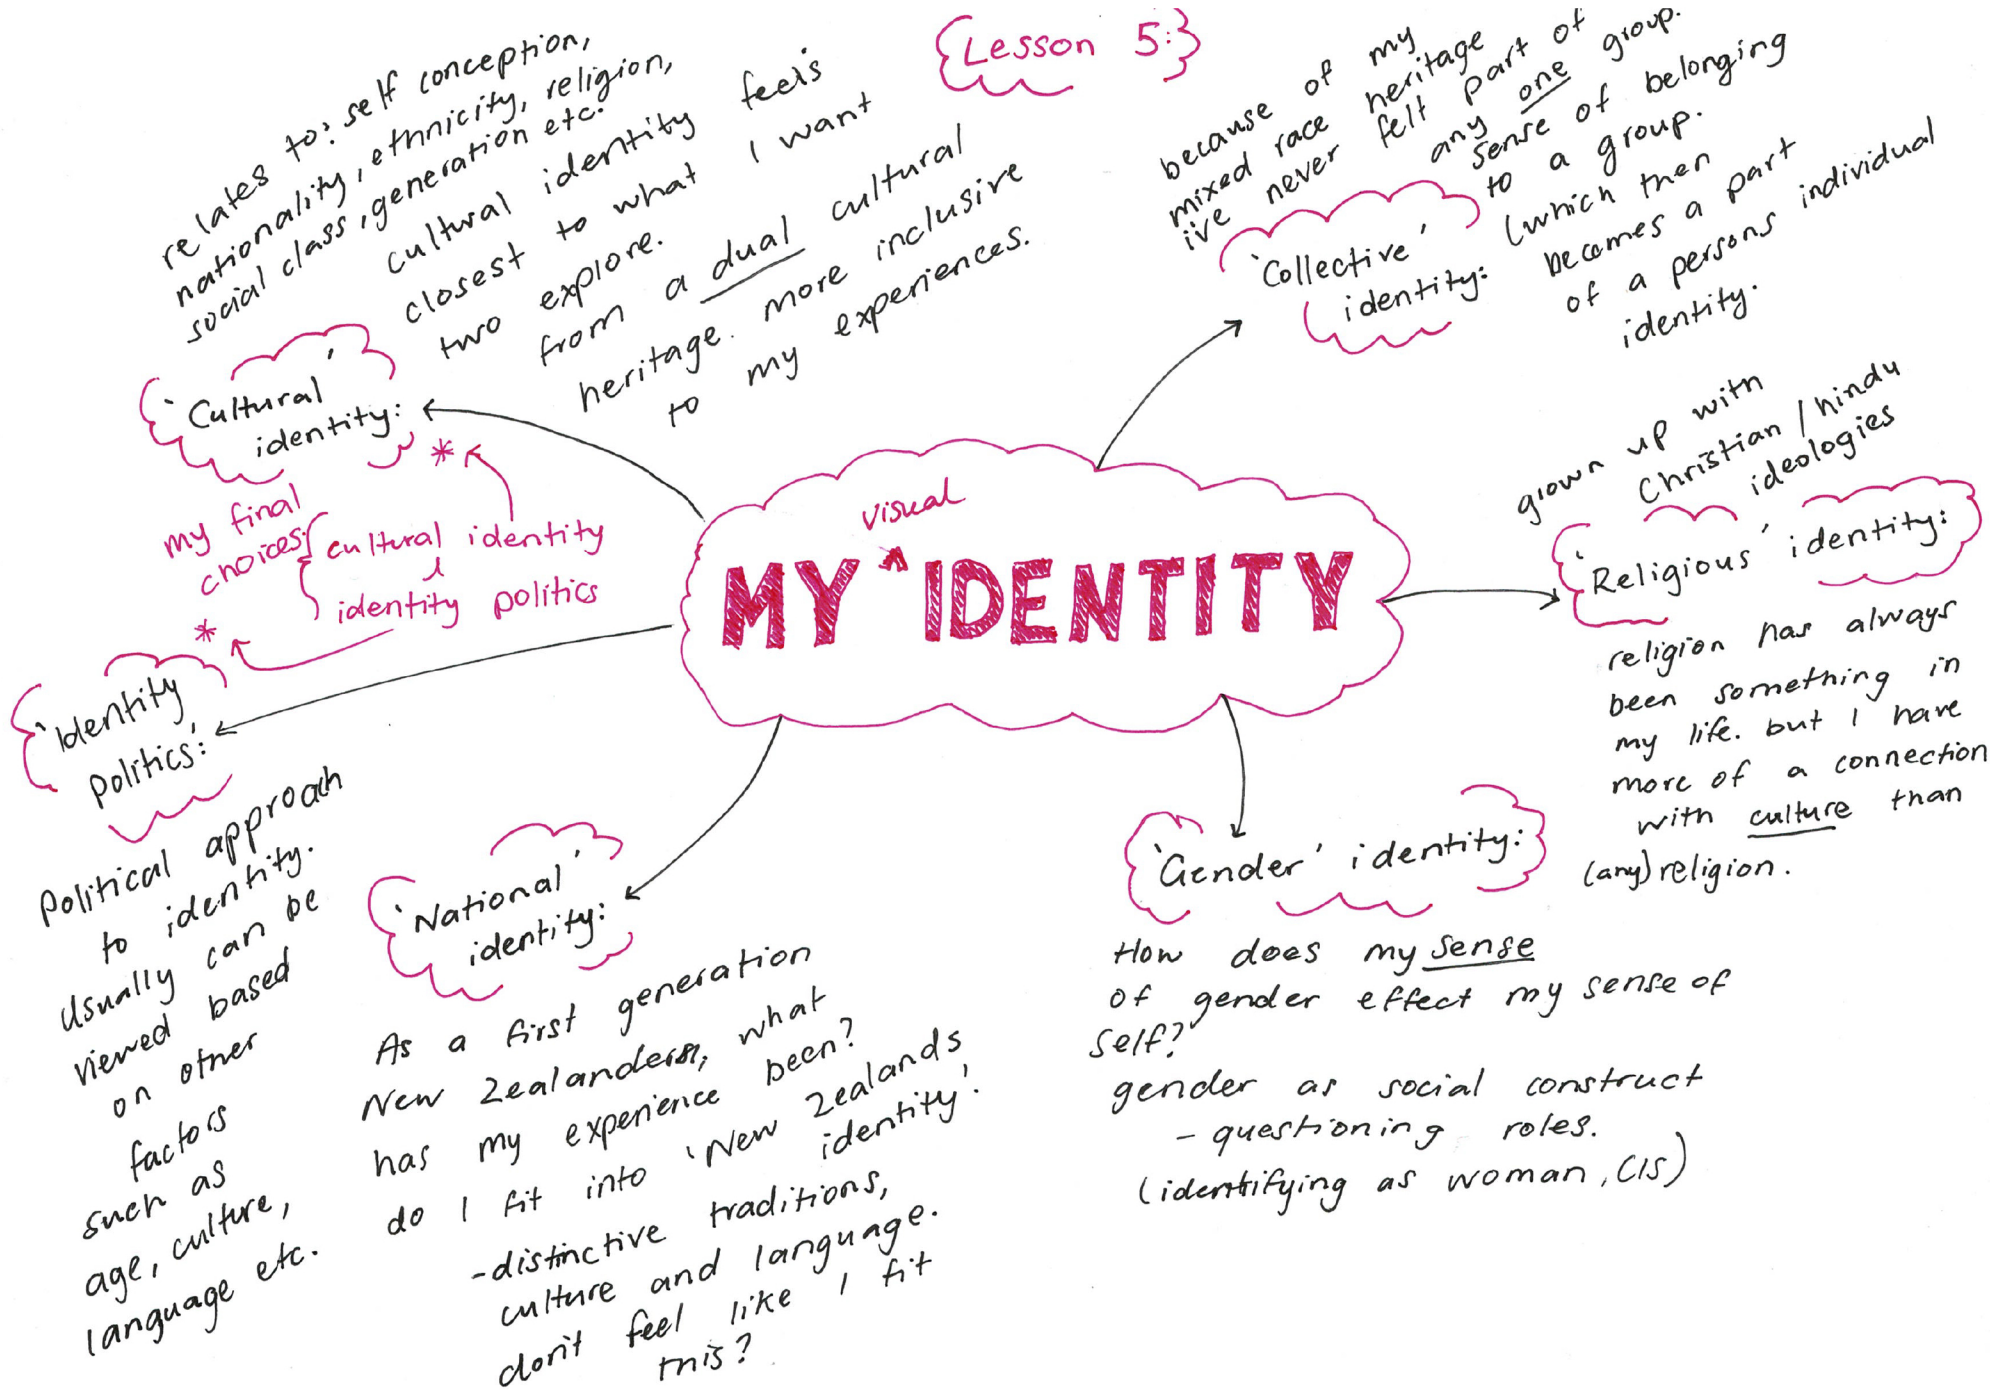 Lesson 5:
relates to: self conception,
nationality, ethnicity, religion,
social class, generation etc.
cultural identity feels
closest to what I want
two explore.
from a dual cultural
heritage. more inclusive
to my experiences.
'Cultural'
identity:
*
my final
choices:
cultural identity
&
identity politics
*
because of my
mixed race heritage
ive never felt part of
any one group.
sense of belonging
to a group.
(which then
becomes a part
of a persons individual
identity.
'Collective'
identity:
visual
MY ^ IDENTITY
grown up with
Christian / hindu
ideologies
'Religious' identity:
religion has always
been something in
my life. but I have
more of a connection
with culture than
(any) religion.
'Identity
politics':
Political approach
to identity.
Usually can be
viewed based
on other
factors
such as
age, culture,
language etc.
'National'
identity:
As a first generation
New Zealander, what
has my experience been?
do I fit into 'New Zealands
identity'.
-distinctive traditions,
culture and language.
don't feel like I fit
this?
'Gender' identity:
How does my sense
of gender effect my sense of
self?
gender as social construct
- questioning roles.
(identifying as woman, CIS)